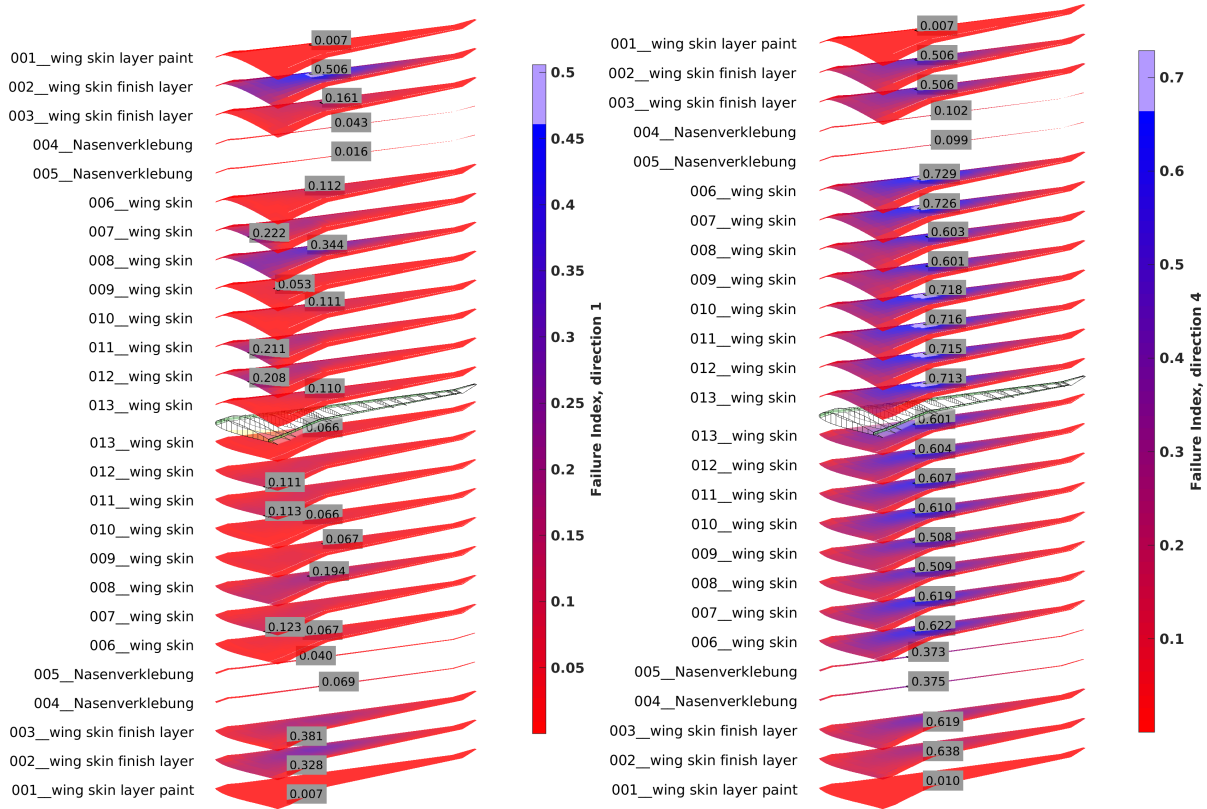 001__wing skin layer paint
002__wing skin finish layer
003__wing skin finish layer
004__Nasenverklebung
005__Nasenverklebung
006__wing skin
007__wing skin
008__wing skin
009__wing skin
010__wing skin
011__wing skin
012__wing skin
013__wing skin
013__wing skin
012__wing skin
011__wing skin
010__wing skin
009__wing skin
008__wing skin
007__wing skin
006__wing skin
005__Nasenverklebung
004__Nasenverklebung
003__wing skin finish layer
002__wing skin finish layer
001__wing skin layer paint
0.007
0.506
0.161
0.043
0.016
0.112
0.222
0.344
0.053
0.111
0.211
0.208
0.110
0.066
0.111
0.113
0.066
0.067
0.194
0.123
0.067
0.040
0.069
0.381
0.328
0.007
0.5
0.45
0.4
0.35
0.3
0.25
0.2
0.15
0.1
0.05
Failure Index, direction 1
001__wing skin layer paint
002__wing skin finish layer
003__wing skin finish layer
004__Nasenverklebung
005__Nasenverklebung
006__wing skin
007__wing skin
008__wing skin
009__wing skin
010__wing skin
011__wing skin
012__wing skin
013__wing skin
013__wing skin
012__wing skin
011__wing skin
010__wing skin
009__wing skin
008__wing skin
007__wing skin
006__wing skin
005__Nasenverklebung
004__Nasenverklebung
003__wing skin finish layer
002__wing skin finish layer
001__wing skin layer paint
0.007
0.506
0.506
0.102
0.099
0.729
0.726
0.603
0.601
0.718
0.716
0.715
0.713
0.601
0.604
0.607
0.610
0.508
0.509
0.619
0.622
0.373
0.375
0.619
0.638
0.010
0.7
0.6
0.5
0.4
0.3
0.2
0.1
Failure Index, direction 4